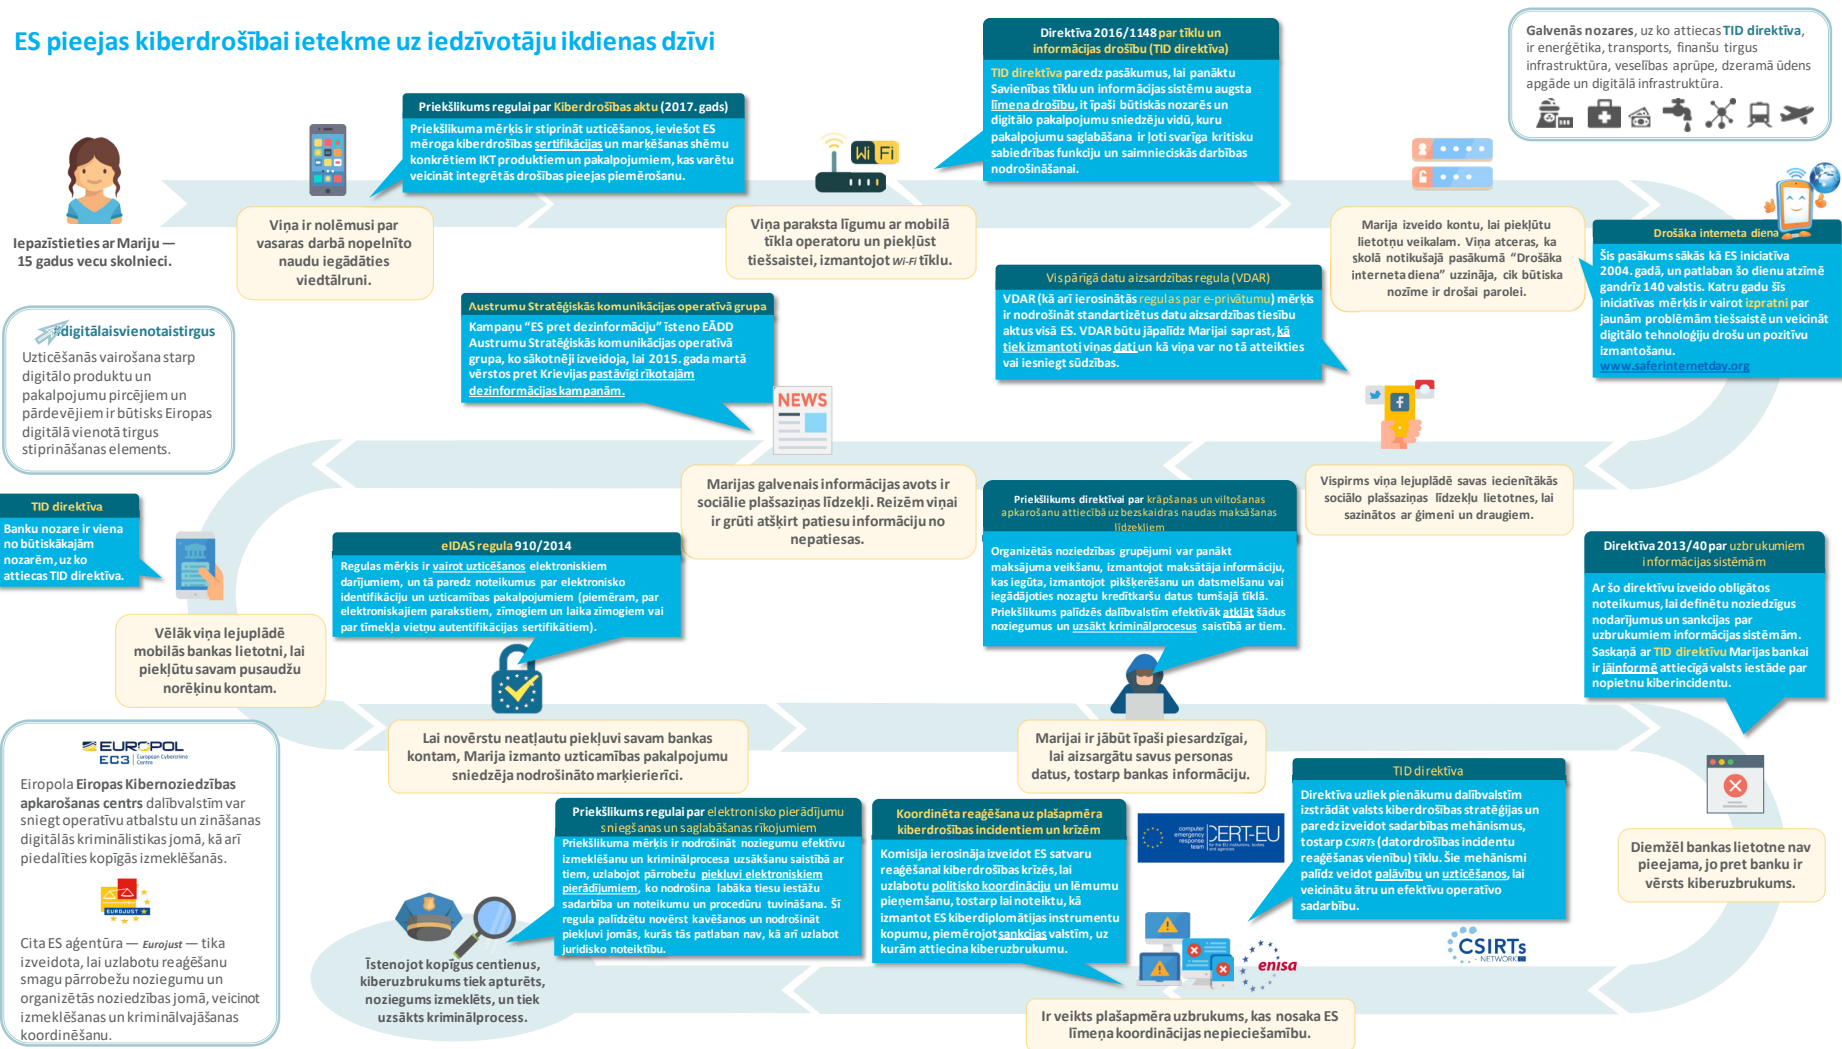 ES pieejas kiberdrošībai ietekme uz iedzīvotāju ikdienas dzīvi
Iepazīstieties ar Mariju —
15 gadus vecu skolnieci.
Viņa ir nolēmusi par
vasaras darbā nopelnīto
naudu iegādāties
viedtālruni.
Priekšlikums regulai par Kiberdrošības aktu (2017. gads)
Priekšlikuma mērķis ir stiprināt uzticēšanos, ieviešot ES
mēroga kiberdrošības sertifikācijas un marķēšanas shēmu
konkrētiem IKT produktiem un pakalpojumiem, kas varētu
veicināt integrētās drošības pieejas piemērošanu.
Wi Fi
Viņa paraksta līgumu ar mobilā
tīkla operatoru un piekļūst
tiešsaistei, izmantojot Wi-Fi tīklu.
Direktīva 2016/1148 par tīklu un
informācijas drošību (TID direktīva)
TID direktīva paredz pasākumus, lai panāktu
Savienības tīklu un informācijas sistēmu augsta
līmeņa drošību, it īpaši būtiskās nozarēs un
digitālo pakalpojumu sniedzēju vidū, kuru
pakalpojumu saglabāšana ir ļoti svarīga kritisku
sabiedrības funkciju un saimnieciskās darbības
nodrošināšanai.
Galvenās nozares, uz ko attiecas TID direktīva,
ir enerģētika, transports, finanšu tirgus
infrastruktūra, veselības aprūpe, dzeramā ūdens
apgāde un digitālā infrastruktūra.
Marija izveido kontu, lai piekļūtu
lietotņu veikalam. Viņa atceras, ka
skolā notikušajā pasākumā “Drošāka
interneta diena” uzzināja, cik būtiska
nozīme ir drošai parolei.
Drošāka interneta diena
Šis pasākums sākās kā ES iniciatīva
2004. gadā, un patlaban šo dienu atzīmē
gandrīz 140 valstis. Katru gadu šīs
iniciatīvas mērķis ir vairot izpratni par
jaunām problēmām tiešsaistē un veicināt
digitālo tehnoloģiju drošu un pozitīvu
izmantošanu.
www.saferinternetday.org
Vispārīgā datu aizsardzības regula (VDAR)
VDAR (kā arī ierosinātās regulas par e-privātumu) mērķis
ir nodrošināt standartizētus datu aizsardzības tiesību
aktus visā ES. VDAR būtu jāpalīdz Marijai saprast, kā
tiek izmantoti viņas dati un kā viņa var no tā atteikties
vai iesniegt sūdzības.
Vispirms viņa lejuplādē savas iecienītākās
sociālo plašsaziņas līdzekļu lietotnes, lai
sazinātos ar ģimeni un draugiem.
Austrumu Stratēģiskās komunikācijas operatīvā grupa
Kampaņu “ES pret dezinformāciju” īsteno EĀDD
Austrumu Stratēģiskās komunikācijas operatīvā
grupa, ko sākotnēji izveidoja, lai 2015. gada martā
vērstos pret Krievijas pastāvīgi rīkotajām
dezinformācijas kampaņām.
NEWS
Marijas galvenais informācijas avots ir
sociālie plašsaziņas līdzekļi. Reizēm viņai
ir grūti atšķirt patiesu informāciju no
nepatiesas.
#digitālaisvienotaistirgus
Uzticēšanās vairošana starp
digitālo produktu un
pakalpojumu pircējiem un
pārdevējiem ir būtisks Eiropas
digitālā vienotā tirgus
stiprināšanas elements.
TID direktīva
Banku nozare ir viena
no būtiskākajām
nozarēm, uz ko
attiecas TID direktīva.
Vēlāk viņa lejuplādē
mobilās bankas lietotni, lai
piekļūtu savam pusaudžu
norēķinu kontam.
eIDAS regula 910/2014
Regulas mērķis ir vairot uzticēšanos elektroniskiem
darījumiem, un tā paredz noteikumus par elektronisko
identifikāciju un uzticamības pakalpojumiem (piemēram, par
elektroniskajiem parakstiem, zīmogiem un laika zīmogiem vai
par tīmekļa vietņu autentifikācijas sertifikātiem).
Lai novērstu neatļautu piekļuvi savam bankas
kontam, Marija izmanto uzticamības pakalpojumu
sniedzēja nodrošināto marķierierīci.
Priekšlikums direktīvai par krāpšanas un viltošanas
apkarošanu attiecībā uz bezskaidras naudas maksāšanas
līdzekļiem
Organizētās noziedzības grupējumi var panākt
maksājuma veikšanu, izmantojot maksātāja informāciju,
kas iegūta, izmantojot pikšķerēšanu un datsmelšanu vai
iegādājoties nozagtu kredītkaršu datus tumšajā tīklā.
Priekšlikums palīdzēs dalībvalstīm efektīvāk atklāt šādus
noziegumus un uzsākt kriminālprocesus saistībā ar tiem.
Marijai ir jābūt īpaši piesardzīgai,
lai aizsargātu savus personas
datus, tostarp bankas informāciju.
Direktīva 2013/40 par uzbrukumiem
informācijas sistēmām
Ar šo direktīvu izveido obligātos
noteikumus, lai definētu noziedzīgus
nodarījumus un sankcijas par
uzbrukumiem informācijas sistēmām.
Saskaņā ar TID direktīvu Marijas bankai
ir jāinformē attiecīgā valsts iestāde par
nopietnu kiberincidentu.
Diemžēl bankas lietotne nav
pieejama, jo pret banku ir
vērsts kiberuzbrukums.
TID direktīva
Direktīva uzliek pienākumu dalībvalstīm
izstrādāt valsts kiberdrošības stratēģijas un
paredz izveidot sadarbības mehānismus,
tostarp CSIRTs (datordrošības incidentu
reaģēšanas vienību) tīklu. Šie mehānismi
palīdz veidot paļāvību un uzticēšanos, lai
veicinātu ātru un efektīvu operatīvo
sadarbību.
CSIRTs
NETWORK
computer
emergency
response
team
CERT-EU
for the EU institutions, bodies
and agencies
enisa
Ir veikts plašapmēra uzbrukums, kas nosaka ES
līmeņa koordinācijas nepieciešamību.
Koordinēta reaģēšana uz plašapmēra
kiberdrošības incidentiem un krīzēm
Komisija ierosināja izveidot ES satvaru
reaģēšanai kiberdrošības krīzēs, lai
uzlabotu politisko koordināciju un lēmumu
pieņemšanu, tostarp lai noteiktu, kā
izmantot ES kiberdiplomātijas instrumentu
kopumu, piemērojot sankcijas valstīm, uz
kurām attiecina kiberuzbrukumu.
Priekšlikums regulai par elektronisko pierādījumu
sniegšanas un saglabāšanas rīkojumiem
Priekšlikuma mērķis ir nodrošināt noziegumu efektīvu
izmeklēšanu un kriminālprocesa uzsākšanu saistībā ar
tiem, uzlabojot pārrobežu piekļuvi elektroniskiem
pierādījumiem, ko nodrošina labāka tiesu iestāžu
sadarbība un noteikumu un procedūru tuvināšana. Šī
regula palīdzētu novērst kavēšanos un nodrošināt
piekļuvi jomās, kurās tās patlaban nav, kā arī uzlabot
juridisko noteiktību.
Īstenojot kopīgus centienus,
kiberuzbrukums tiek apturēts,
noziegums izmeklēts, un tiek
uzsākts kriminālprocess.
EUROPOL
EC3 European Cybercrime
Centre
Eiropola Eiropas Kibernoziedzības
apkarošanas centrs dalībvalstīm var
sniegt operatīvu atbalstu un zināšanas
digitālās kriminālistikas jomā, kā arī
piedalīties kopīgās izmeklēšanās.
EUROJUST
Cita ES aģentūra — Eurojust — tika
izveidota, lai uzlabotu reaģēšanu
smagu pārrobežu noziegumu un
organizētās noziedzības jomā, veicinot
izmeklēšanas un kriminālvajāšanas
koordinēšanu.